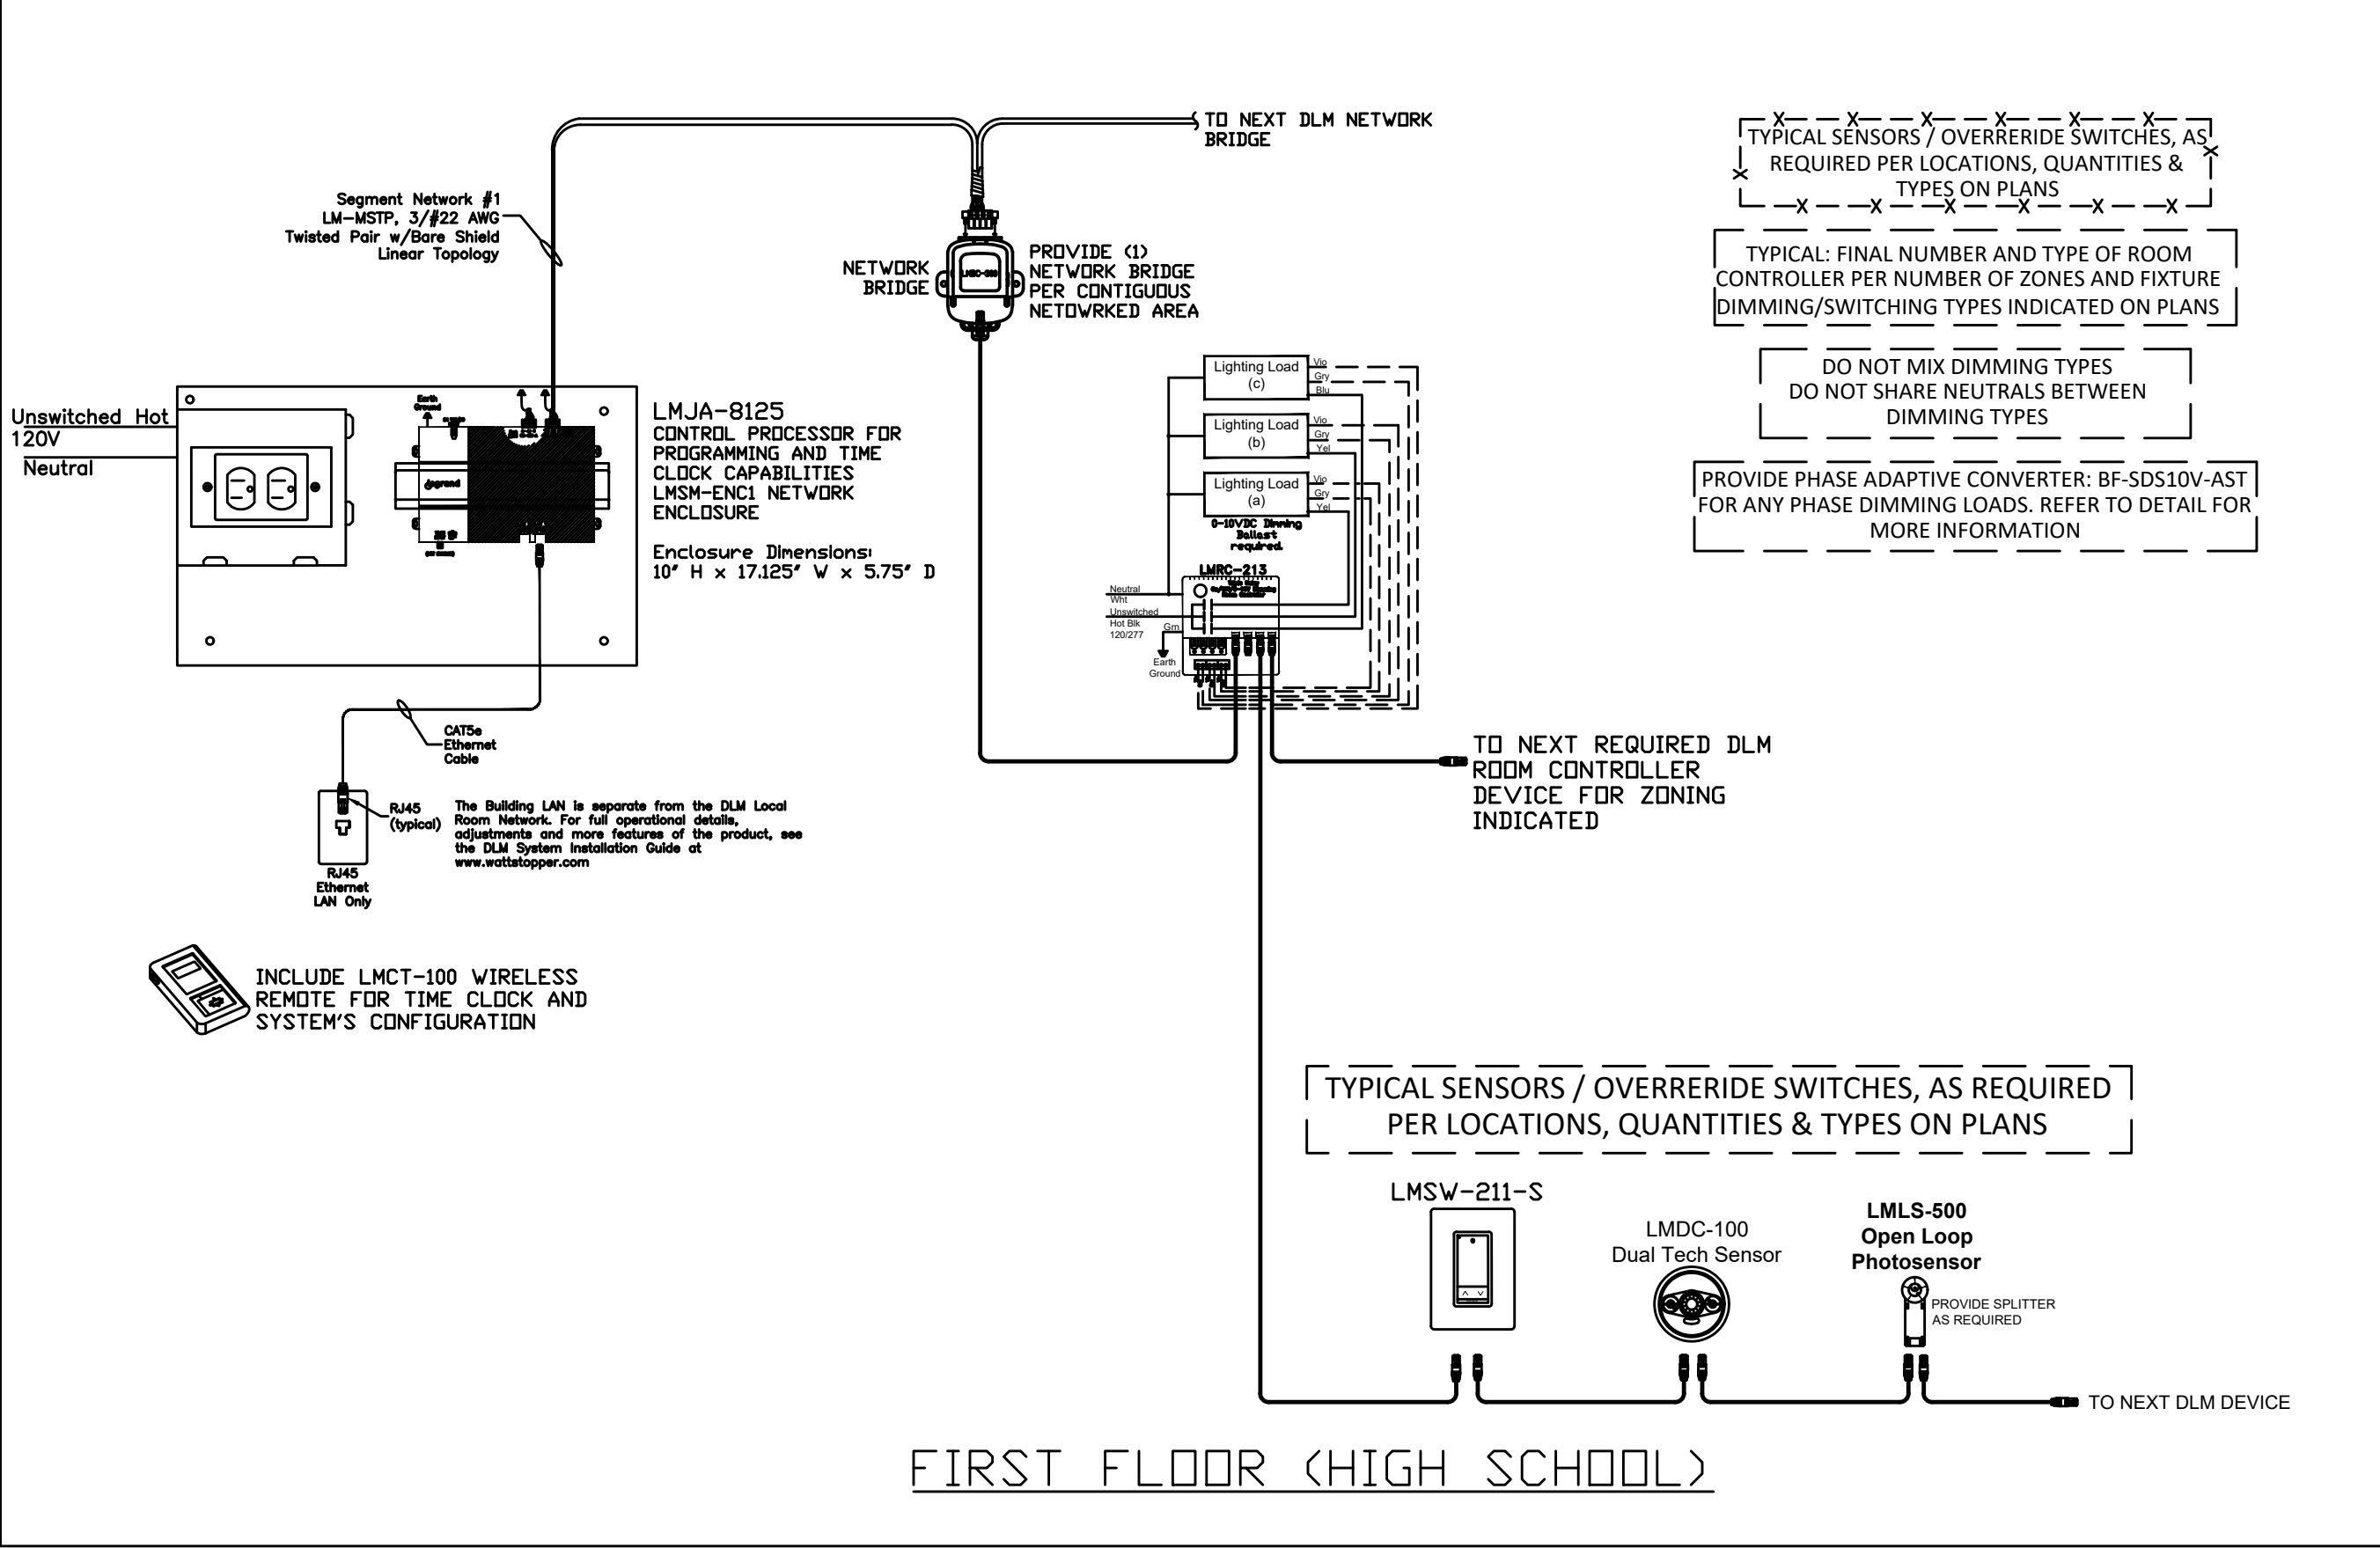 TO NEXT DLM NETWORK
BRIDGE
Segment Network #1
LM-MSTP, 3/#22 AWG
Twisted Pair w/Bare Shield
Linear Topology
NETWORK
BRIDGE
PROVIDE (1)
NETWORK BRIDGE
PER CONTIGUOUS
NETOWRKED AREA
TYPICAL SENSORS / OVERRERIDE SWITCHES, AS
REQUIRED PER LOCATIONS, QUANTITIES &
TYPES ON PLANS
TYPICAL: FINAL NUMBER AND TYPE OF ROOM
CONTROLLER PER NUMBER OF ZONES AND FIXTURE
DIMMING/SWITCHING TYPES INDICATED ON PLANS
DO NOT MIX DIMMING TYPES
DO NOT SHARE NEUTRALS BETWEEN
DIMMING TYPES
PROVIDE PHASE ADAPTIVE CONVERTER: BF-SDS10V-AST
FOR ANY PHASE DIMMING LOADS. REFER TO DETAIL FOR
MORE INFORMATION
Unswitched Hot
120V
Neutral
Earth
Ground
legrand
LMJA-8125
CONTROL PROCESSOR FOR
PROGRAMMING AND TIME
CLOCK CAPABILITIES
LMSM-ENC1 NETWORK
ENCLOSURE
Enclosure Dimensions:
10" H x 17.125" W x 5.75" D
Lighting Load
(c)
Vio
Gry
Blu
Lighting Load
(b)
Vio
Gry
Yel
Lighting Load
(a)
Vio
Gry
Yel
0-10VDC Dimming
Ballast
required.
LMRC-213
Neutral
Wht
Unswitched
Hot Blk
120/277
Grn
Earth
Ground
CAT5e
Ethernet
Cable
RJ45
(typical)
RJ45
Ethernet
LAN Only
The Building LAN is separate from the DLM Local
Room Network. For full operational details,
adjustments and more features of the product, see
the DLM System Installation Guide at
www.wattstopper.com
TO NEXT REQUIRED DLM
ROOM CONTROLLER
DEVICE FOR ZONING
INDICATED
INCLUDE LMCT-100 WIRELESS
REMOTE FOR TIME CLOCK AND
SYSTEM'S CONFIGURATION
TYPICAL SENSORS / OVERRERIDE SWITCHES, AS REQUIRED
PER LOCATIONS, QUANTITIES & TYPES ON PLANS
LMSW-211-S
LMDC-100
Dual Tech Sensor
LMLS-500
Open Loop
Photosensor
PROVIDE SPLITTER
AS REQUIRED
TO NEXT DLM DEVICE
FIRST FLOOR (HIGH SCHOOL)